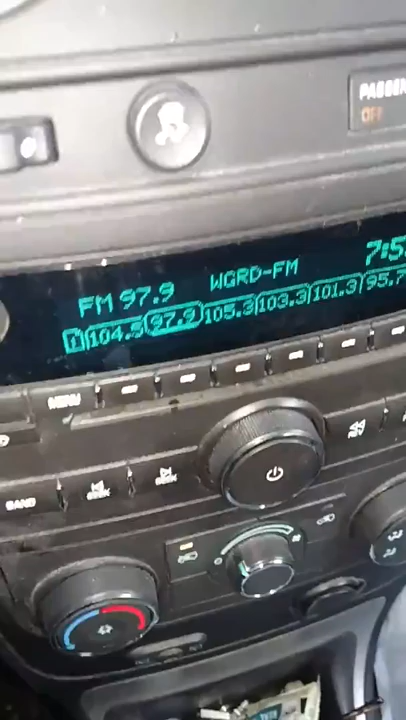 PASSEN
OFF
FM 97.9 WGRD-FM 7:5
1 104.5 97.9 105.3 103.3 101.3 95.7
MENU
BAND SEEK SEEK